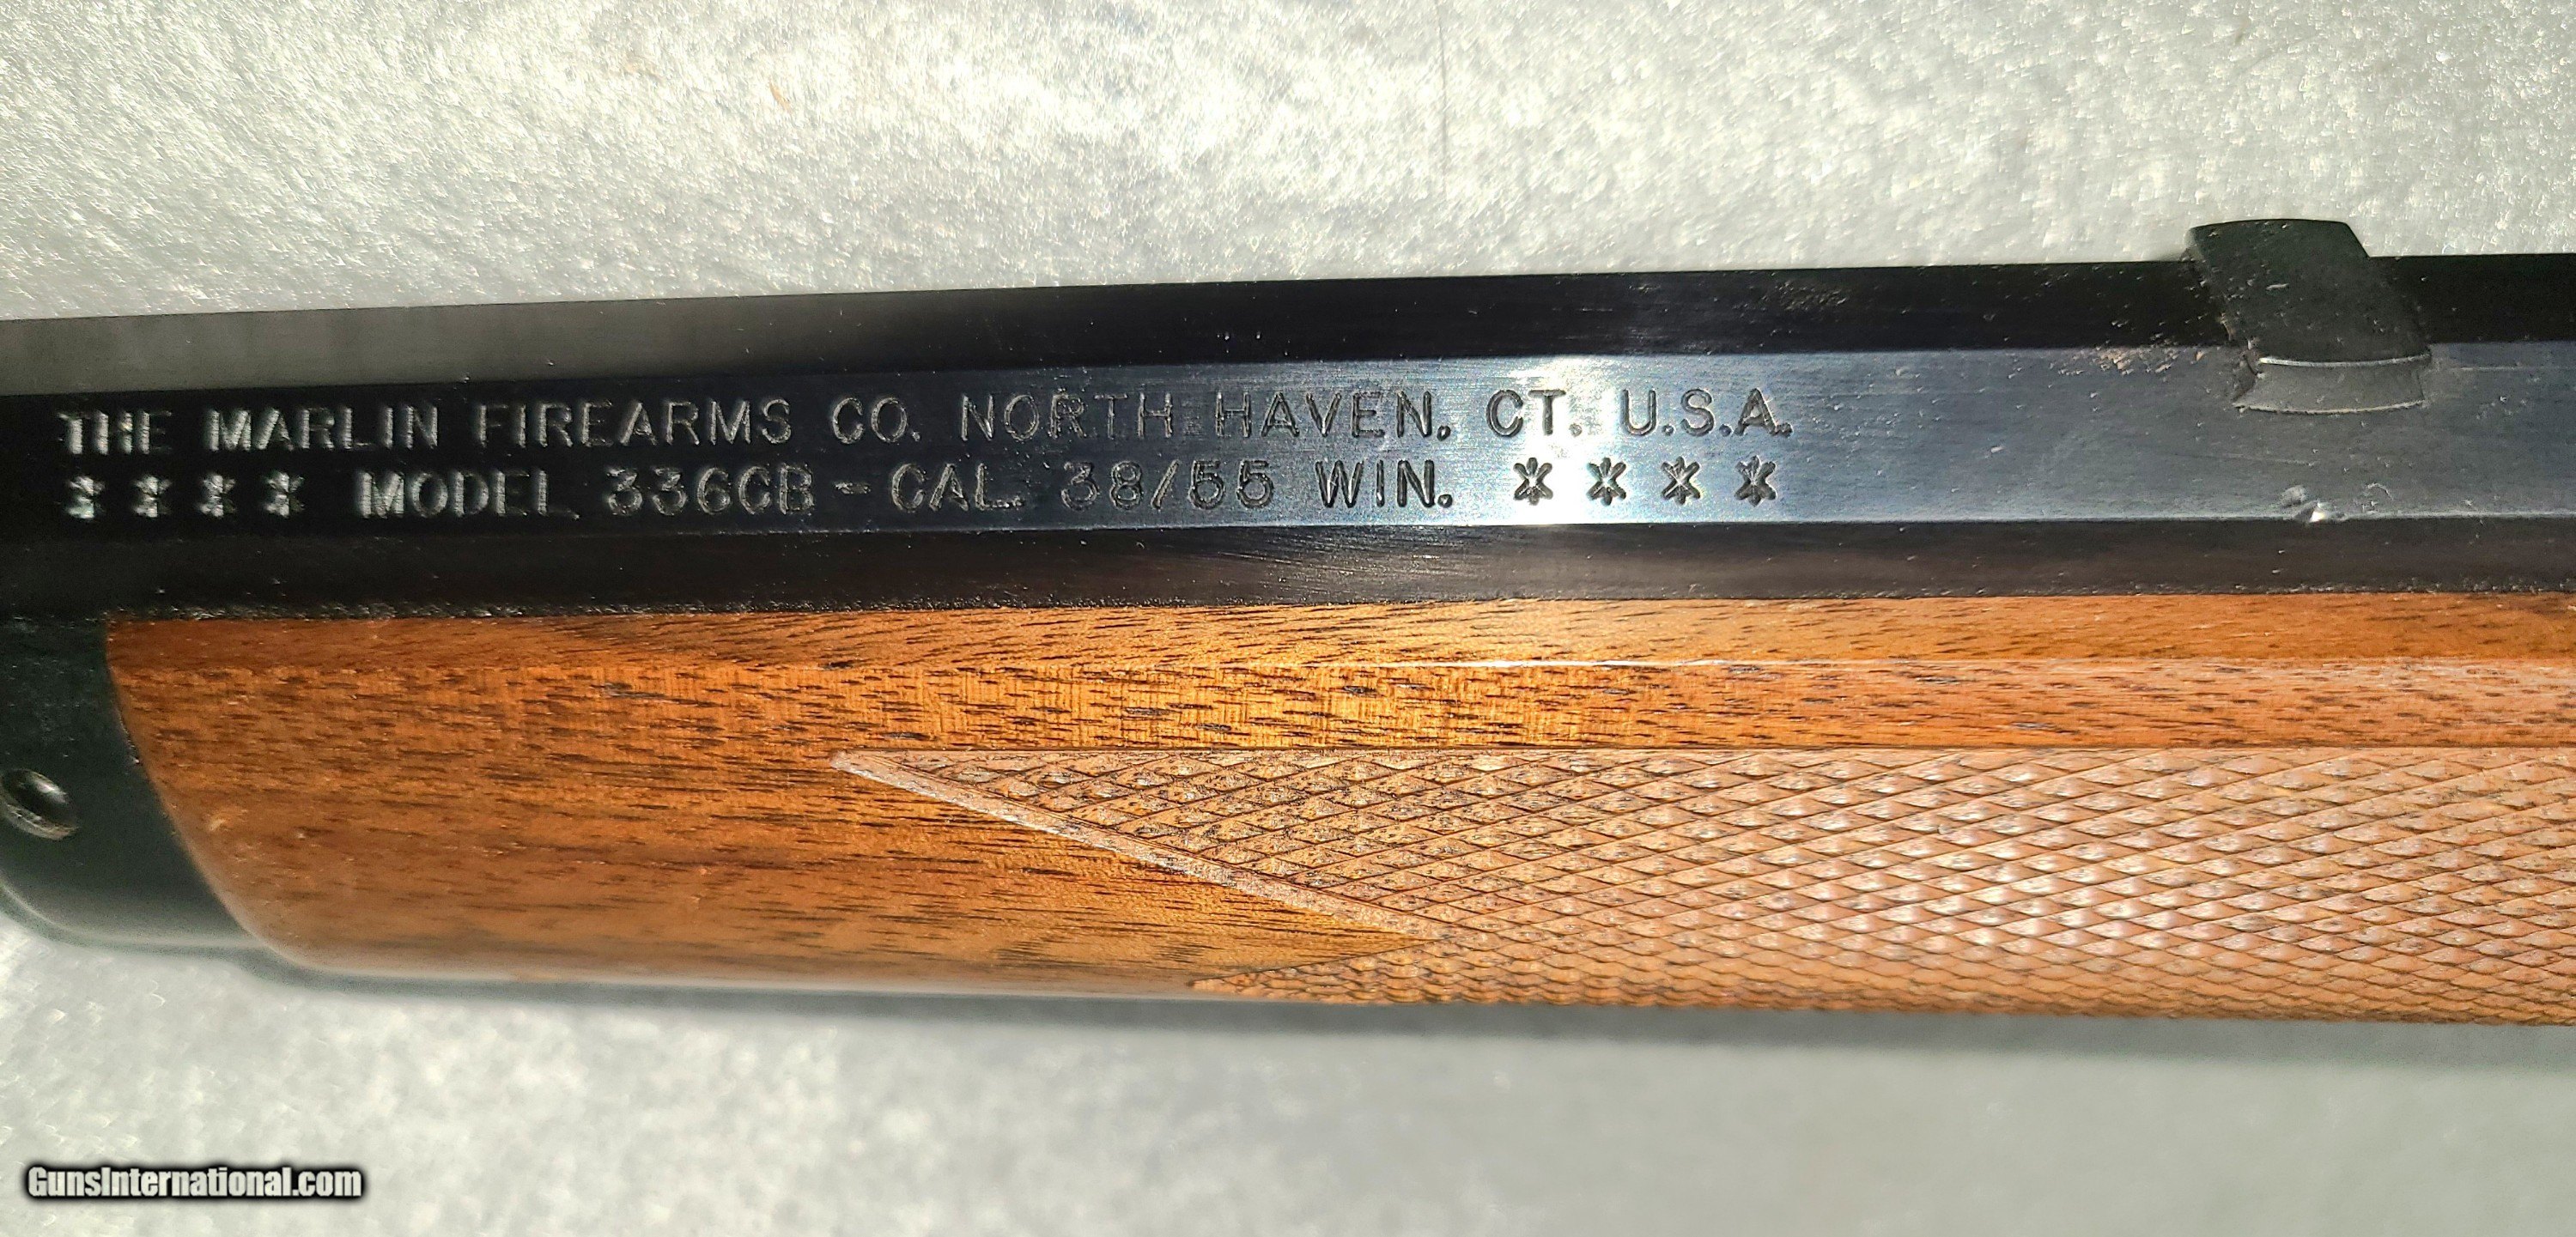 THE MARLIN FIREARMS CO. NORTH HAVEN, CT. U.S.A.
**** MODEL 336CB - CAL. 38/55 WIN. ****
GunsInternational.com